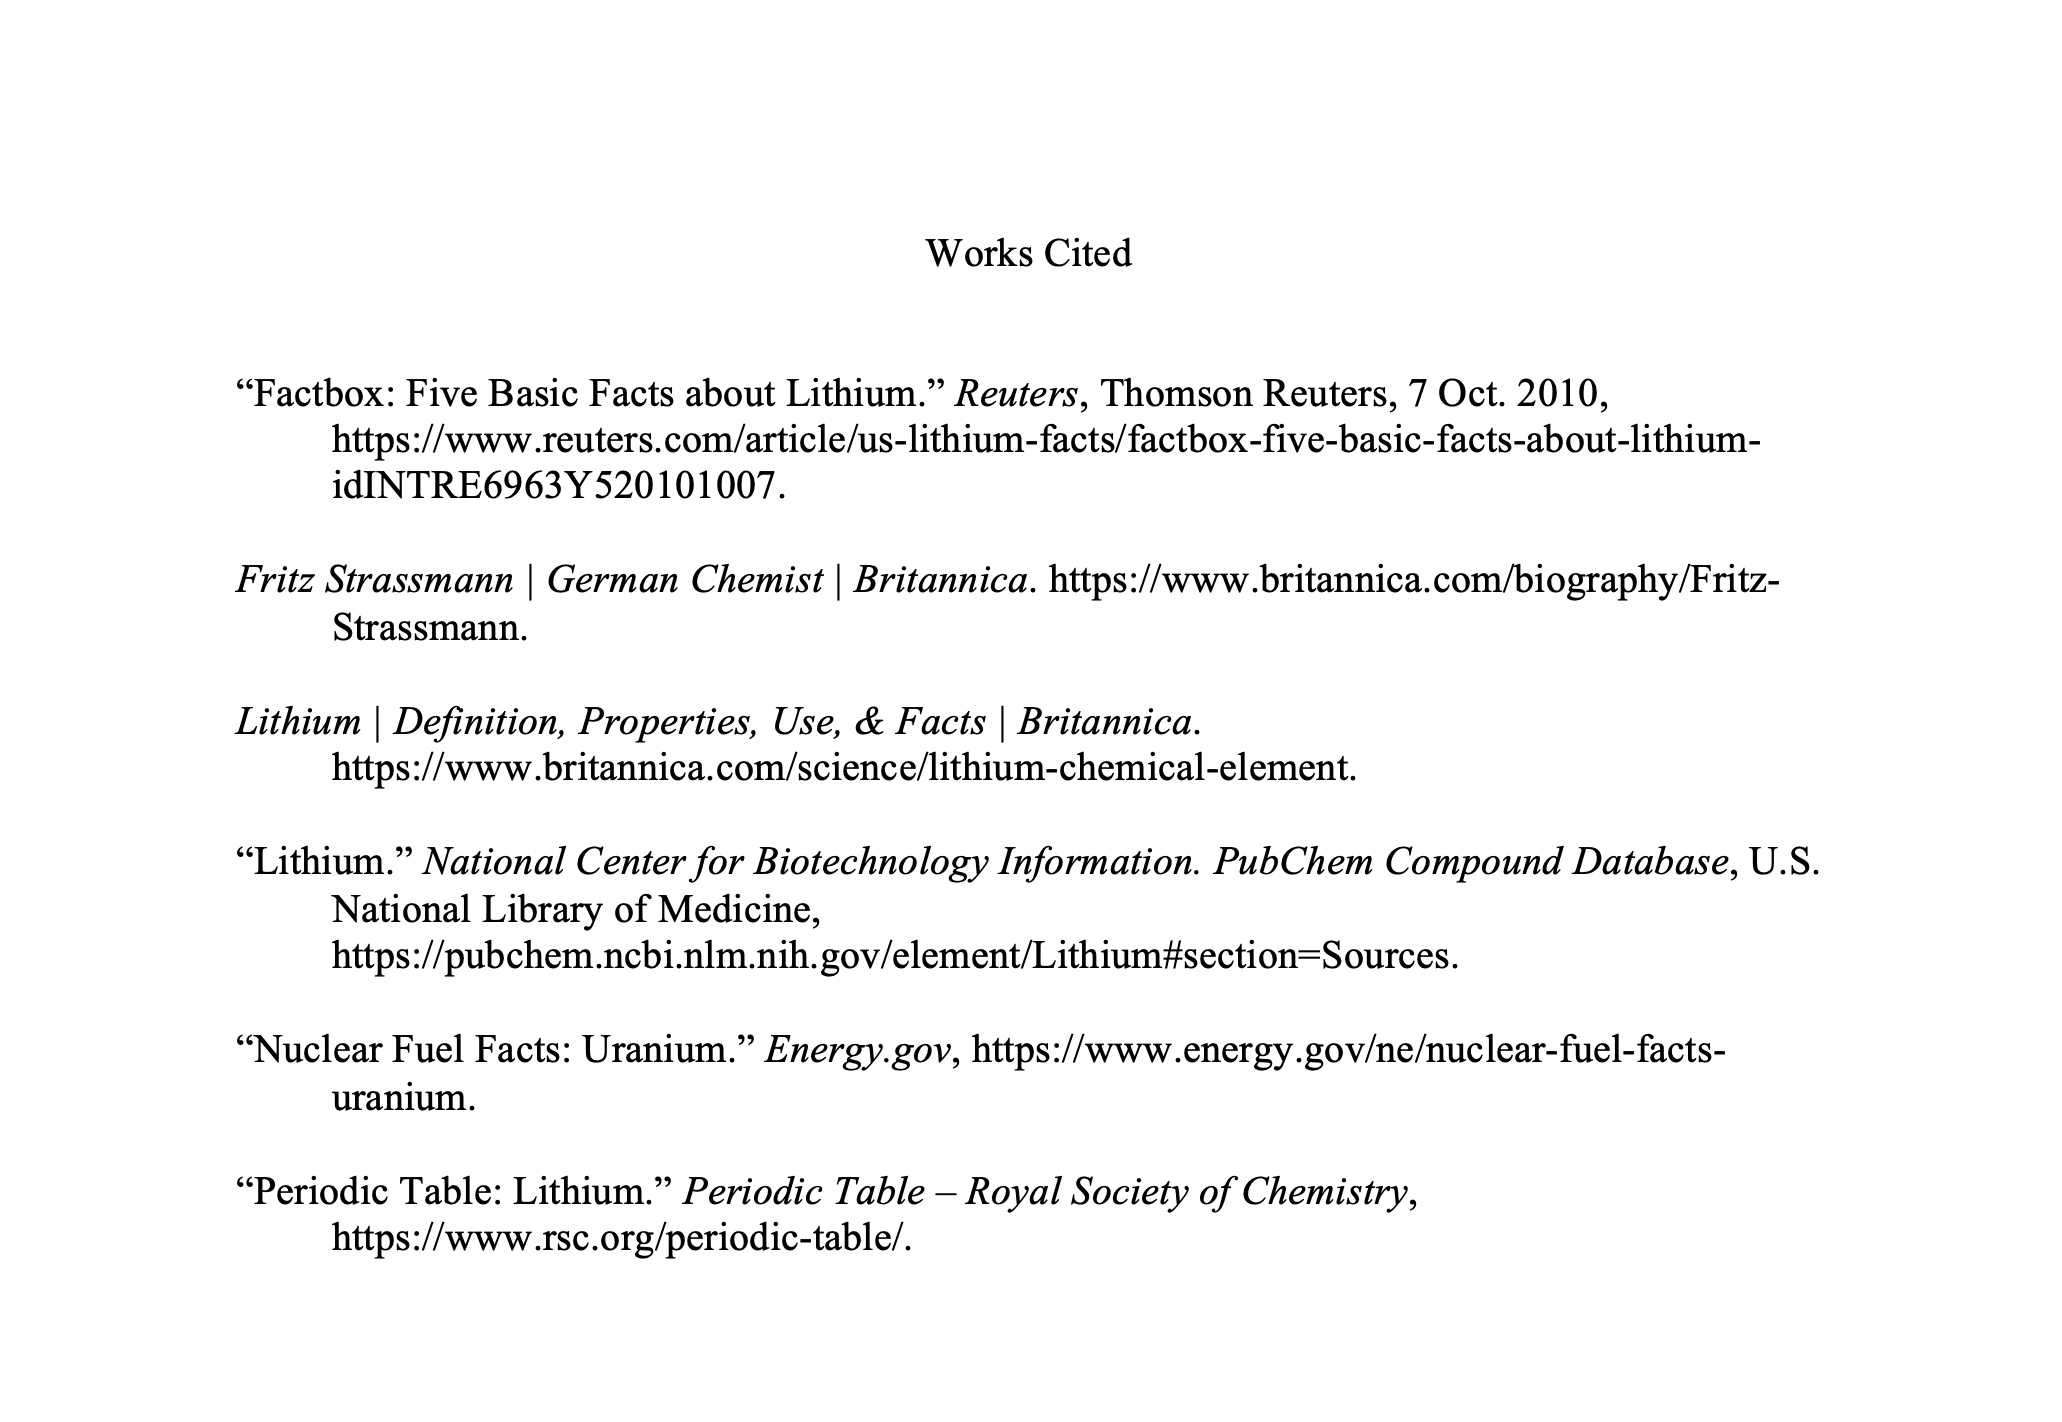 Works Cited
“Factbox: Five Basic Facts about Lithium.” Reuters, Thomson Reuters, 7 Oct. 2010,
https://www.reuters.com/article/us-lithium-facts/factbox-five-basic-facts-about-lithium-
idINTRE6963Y520101007.
Fritz Strassmann | German Chemist | Britannica. https://www.britannica.com/biography/Fritz-
Strassmann.
Lithium | Definition, Properties, Use, & Facts | Britannica.
https://www.britannica.com/science/lithium-chemical-element.
“Lithium.” National Center for Biotechnology Information. PubChem Compound Database, U.S.
National Library of Medicine,
https://pubchem.ncbi.nlm.nih.gov/element/Lithium#section=Sources.
“Nuclear Fuel Facts: Uranium.” Energy.gov, https://www.energy.gov/ne/nuclear-fuel-facts-
uranium.
“Periodic Table: Lithium.” Periodic Table – Royal Society of Chemistry,
https://www.rsc.org/periodic-table/.